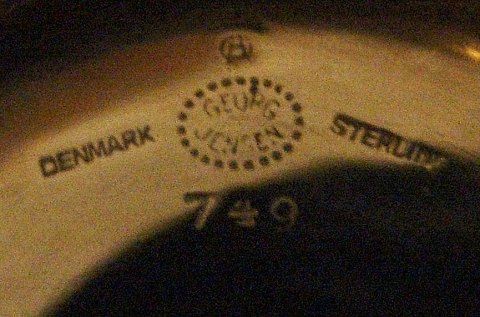 GEORG
JENSEN
DENMARK
STERLING
749